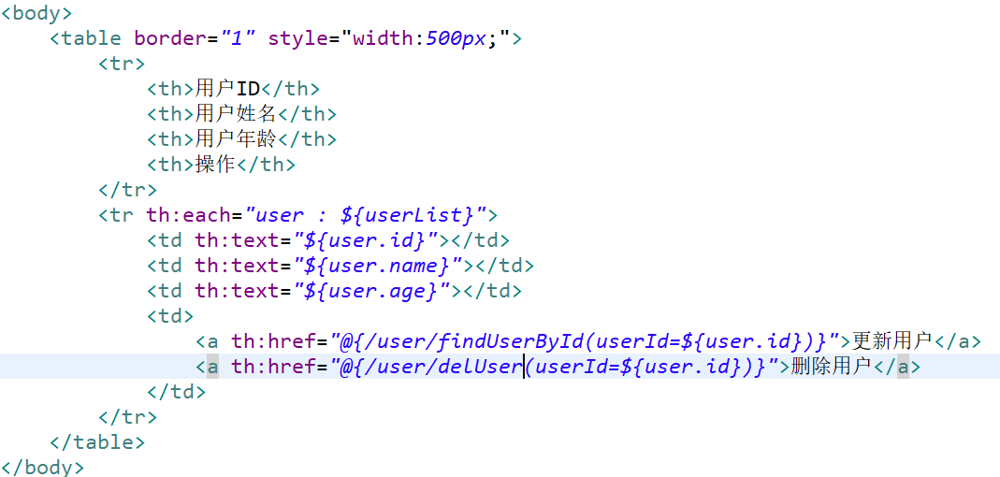 <body>
    <table border="1" style="width:500px;">
        <tr>
            <th>用户ID</th>
            <th>用户姓名</th>
            <th>用户年龄</th>
            <th>操作</th>
        </tr>
        <tr th:each="user : ${userList}">
            <td th:text="${user.id}"></td>
            <td th:text="${user.name}"></td>
            <td th:text="${user.age}"></td>
            <td>
                <a th:href="@{/user/findUserById(userId=${user.id})}">更新用户</a>
                <a th:href="@{/user/delUser(userId=${user.id})}">删除用户</a>
            </td>
        </tr>
    </table>
</body>